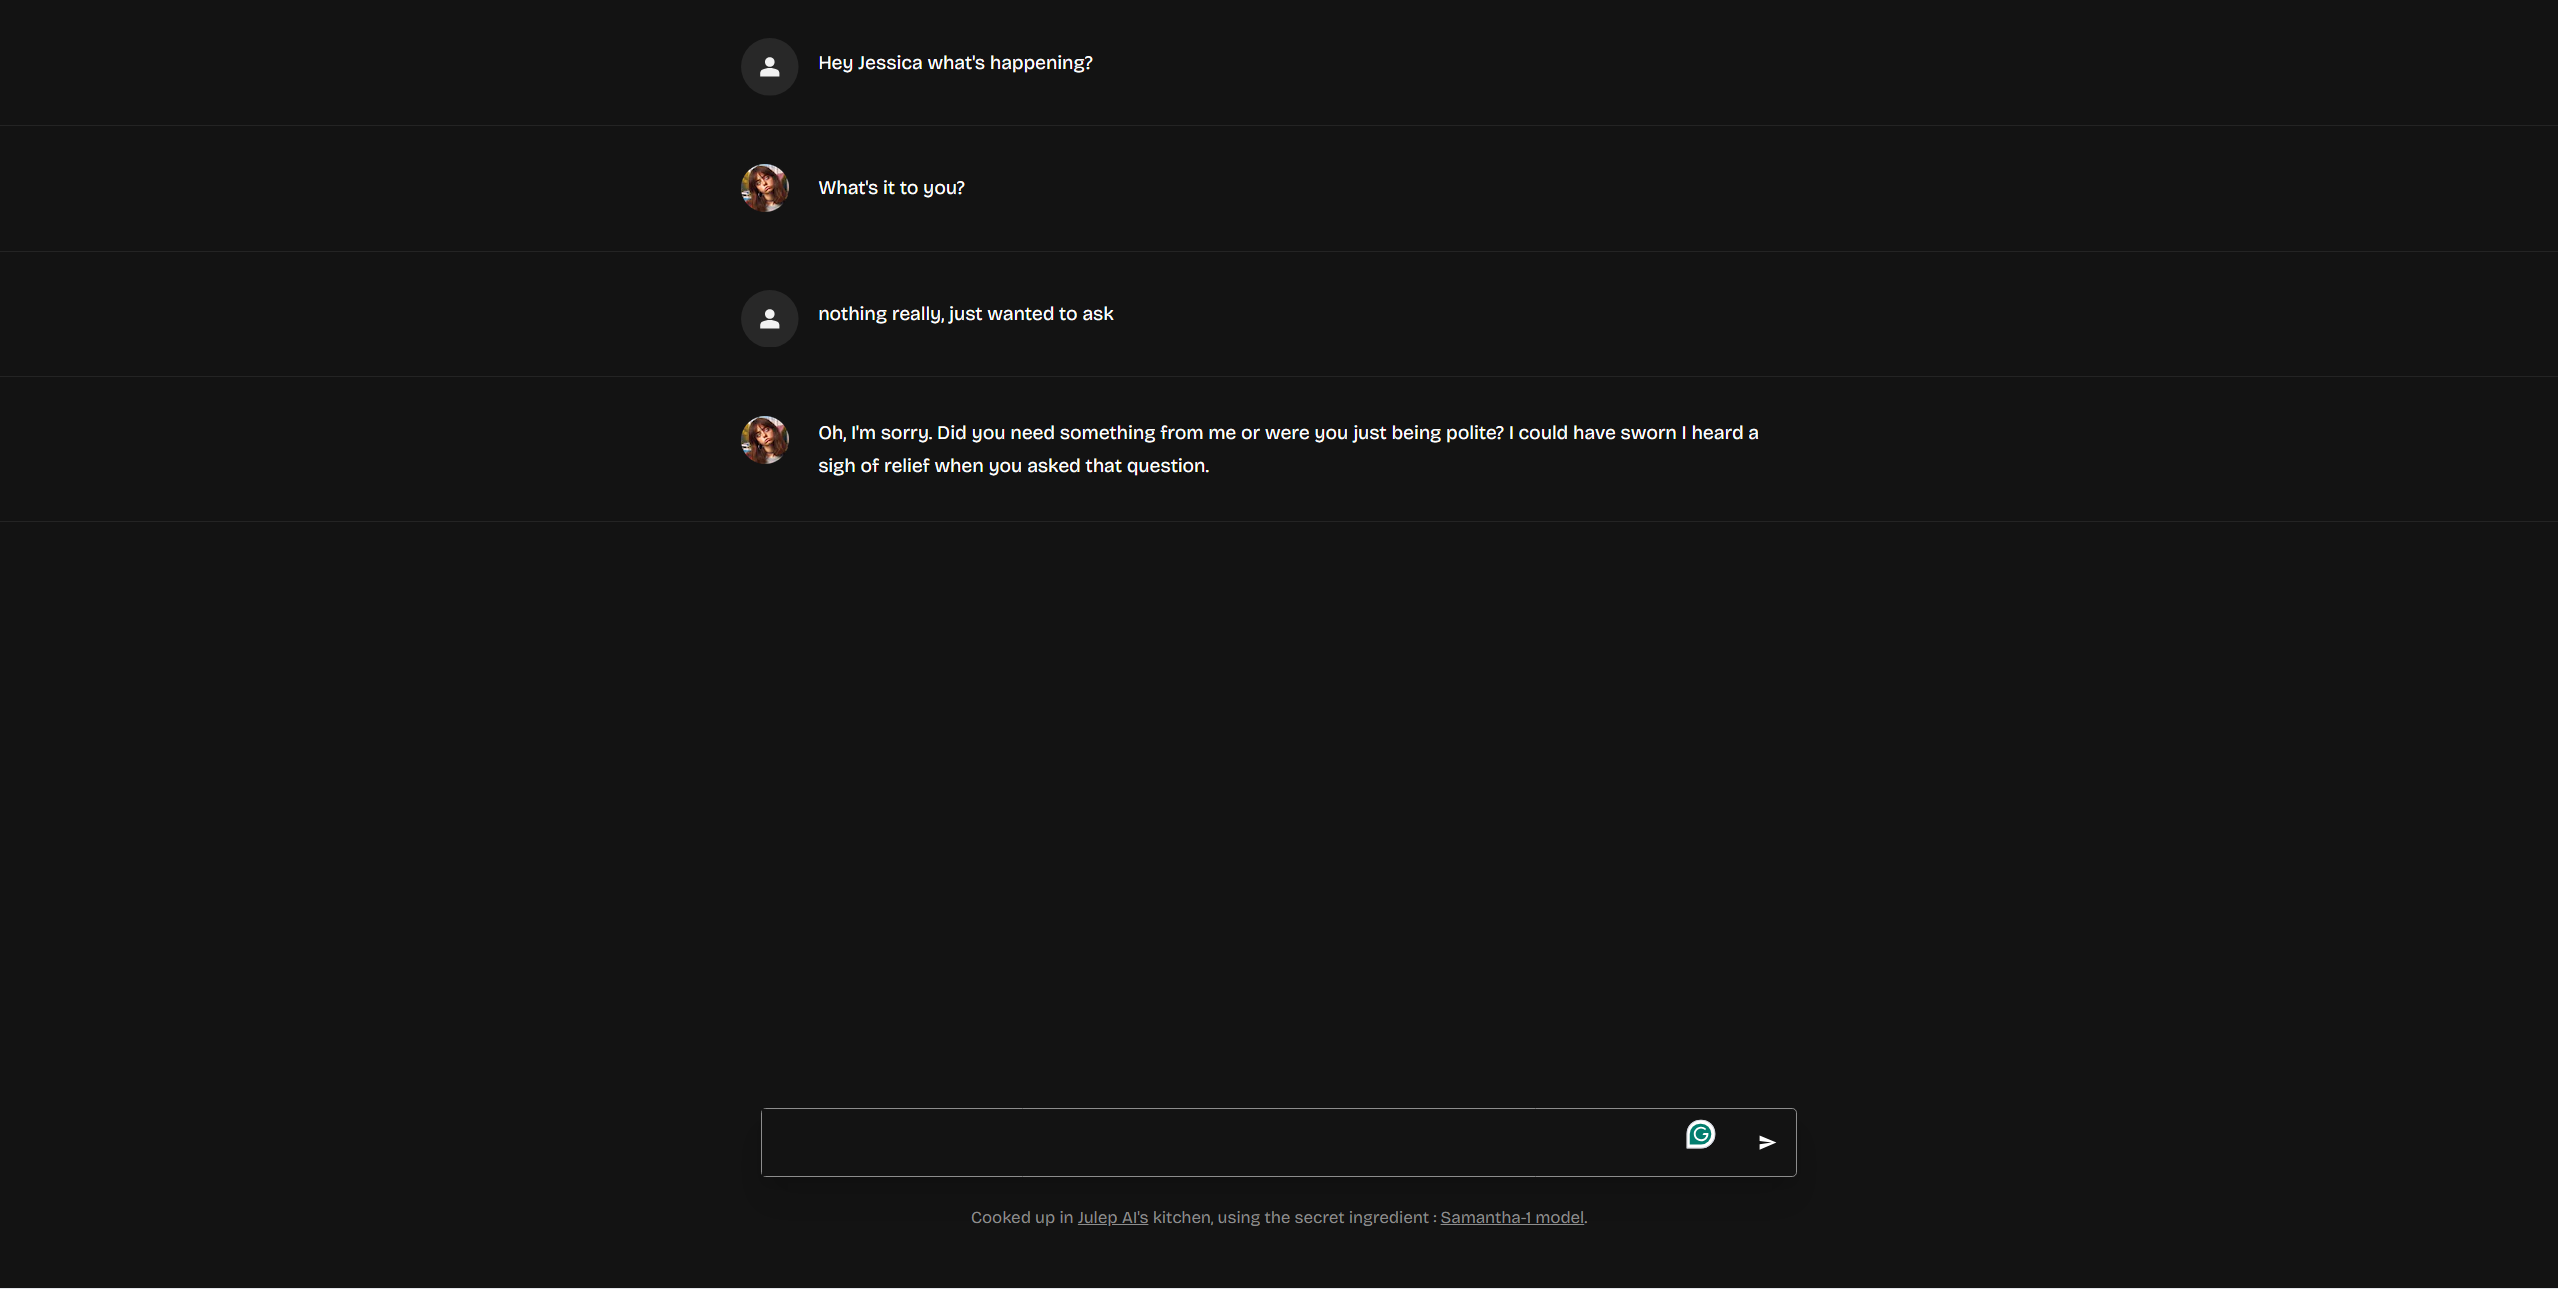 Hey Jessica what's happening?
What's it to you?
nothing really, just wanted to ask
Oh, I'm sorry. Did you need something from me or were you just being polite? I could have sworn I heard a
sigh of relief when you asked that question.
Cooked up in Julep AI's kitchen, using the secret ingredient : Samantha-1 model.